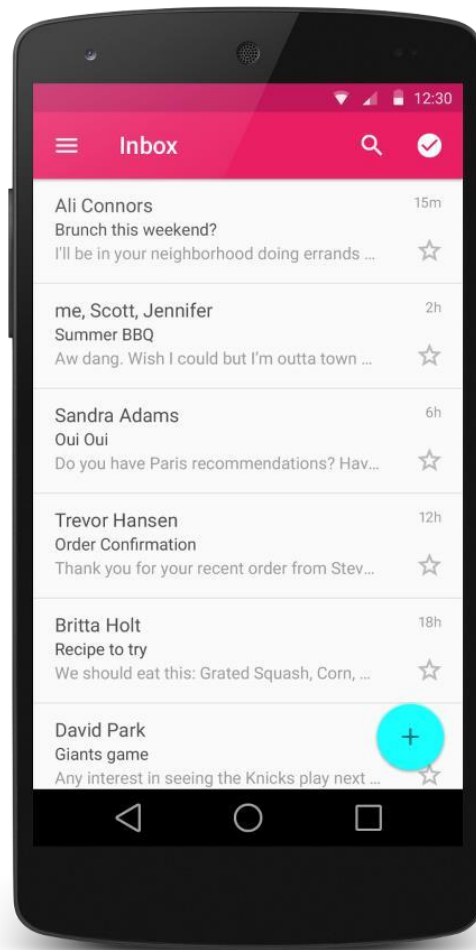 12:30
Inbox
Ali Connors 15m
Brunch this weekend?
I'll be in your neighborhood doing errands ...
me, Scott, Jennifer 2h
Summer BBQ
Aw dang. Wish I could but I'm outta town ...
Sandra Adams 6h
Oui Oui
Do you have Paris recommendations? Hav...
Trevor Hansen 12h
Order Confirmation
Thank you for your recent order from Stev...
Britta Holt 18h
Recipe to try
We should eat this: Grated Squash, Corn, ...
David Park
Giants game
Any interest in seeing the Knicks play next ...